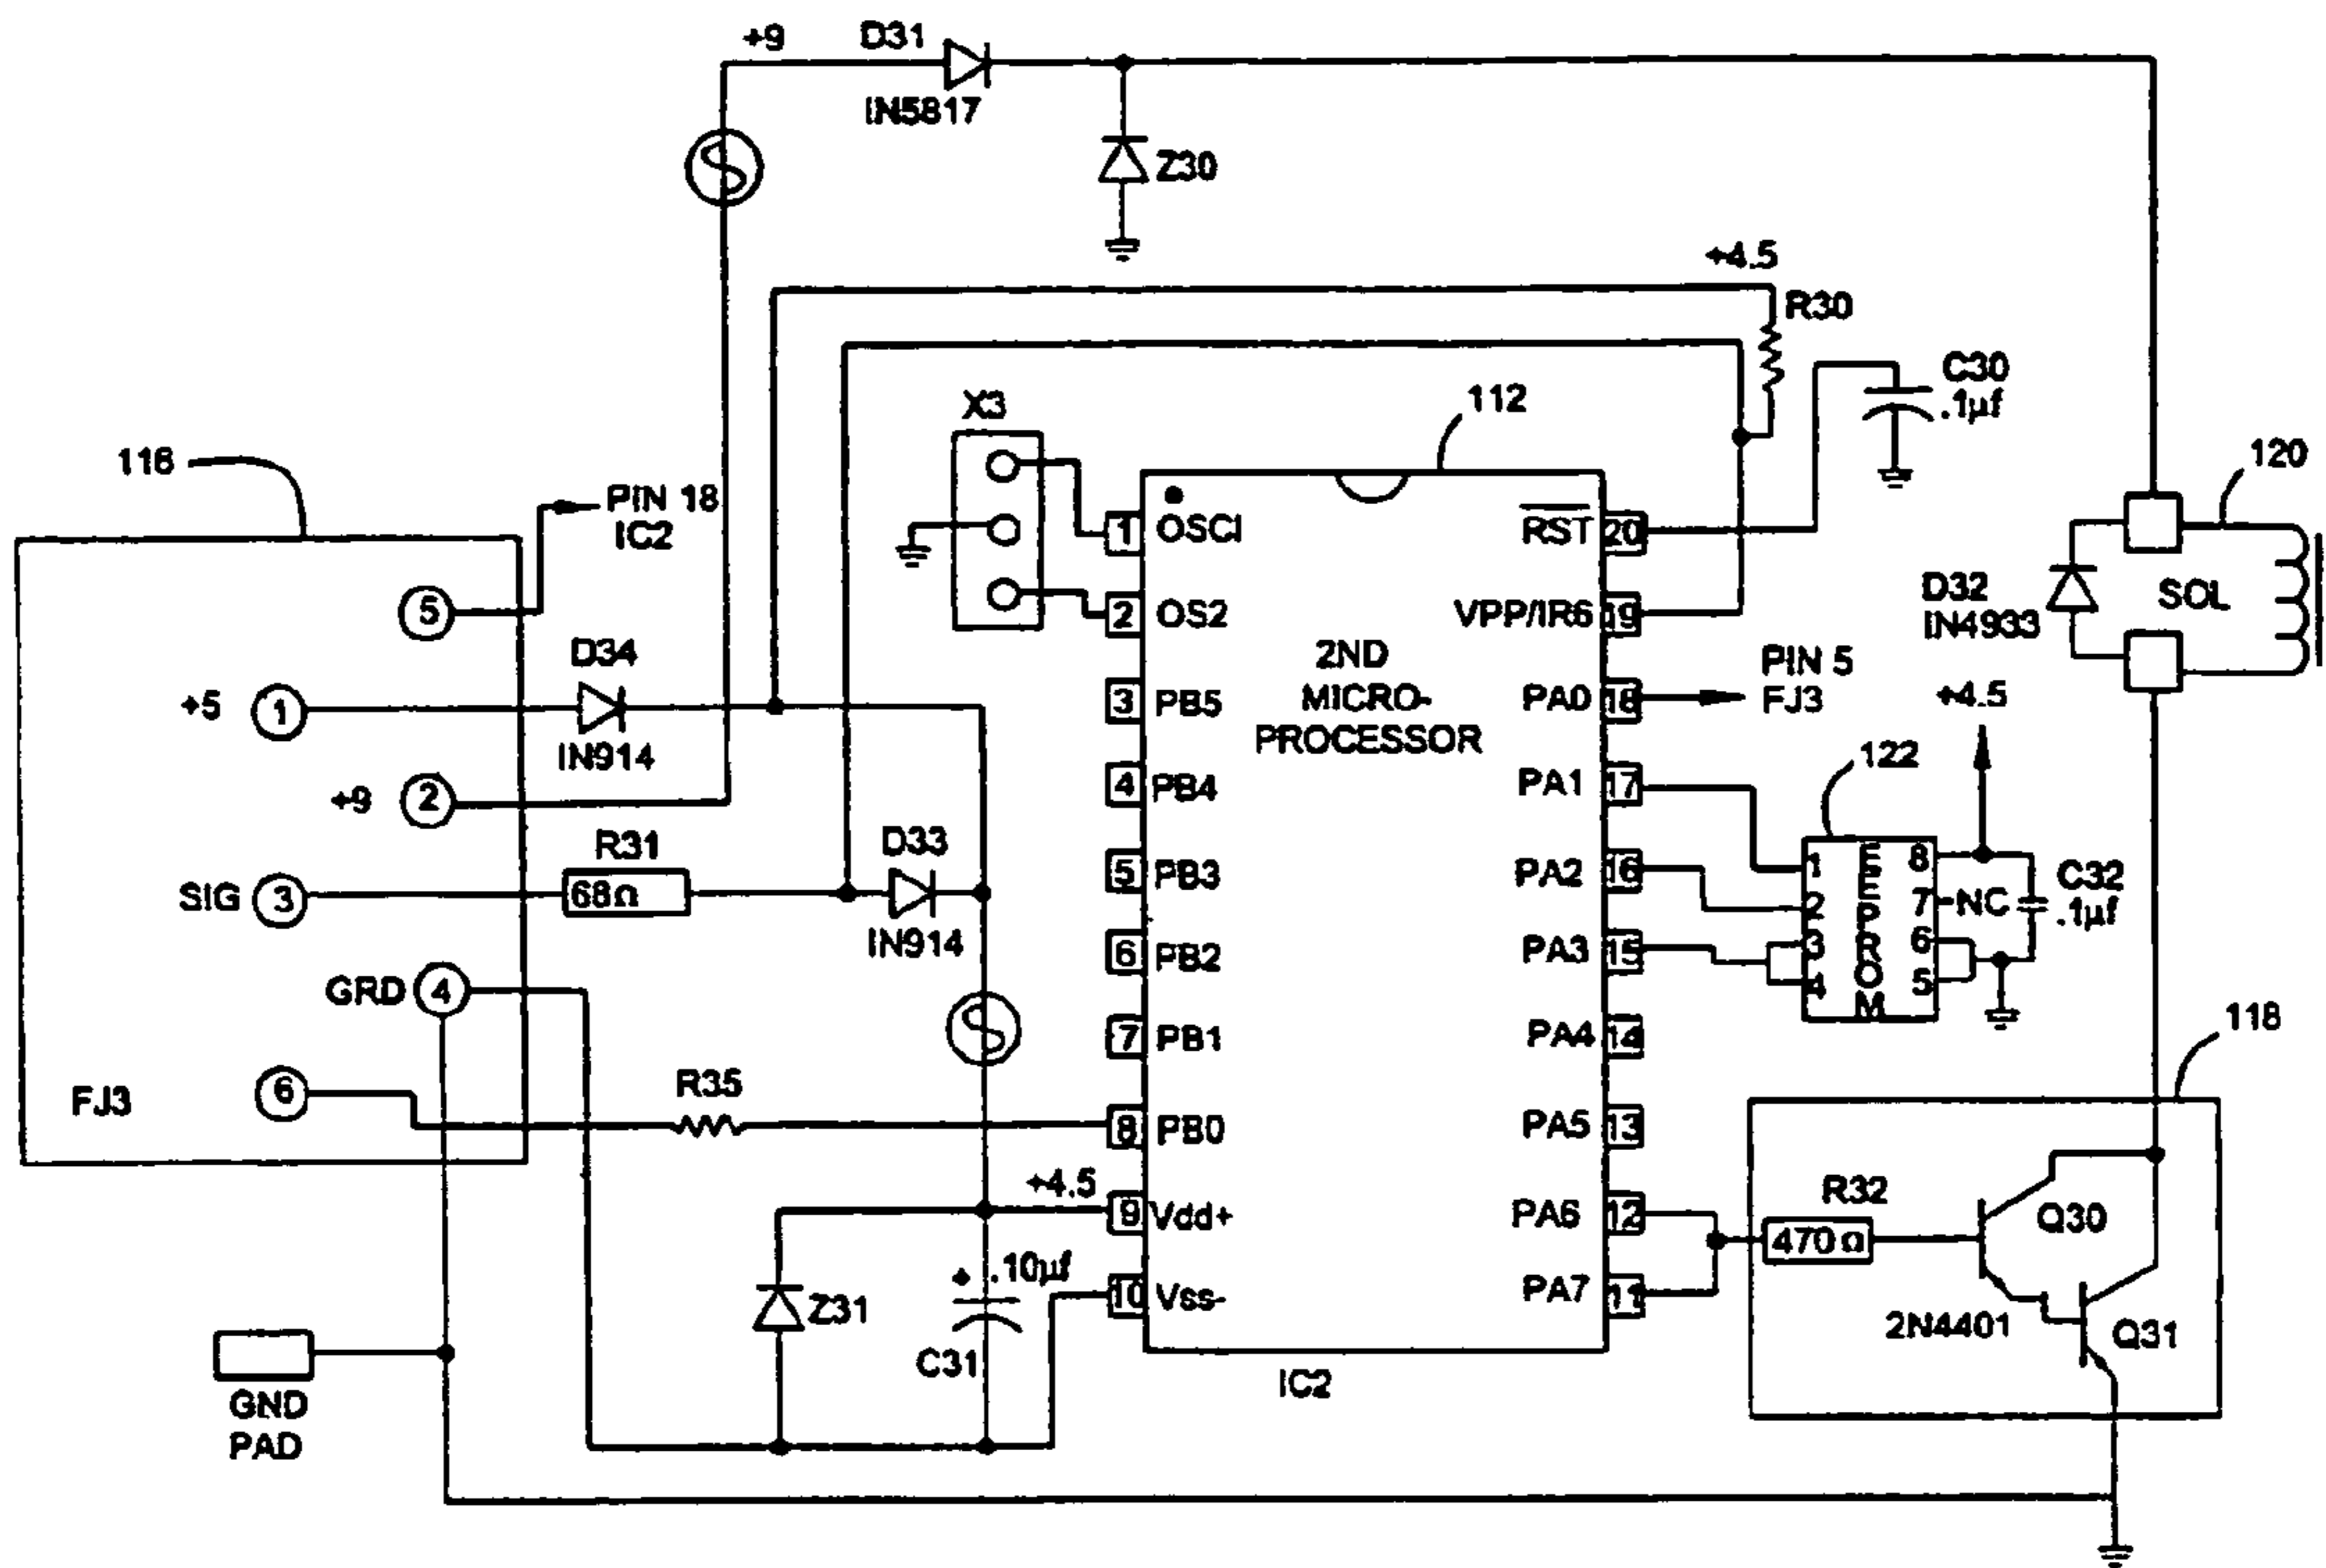 +9
D31
IN5817
Z30
+4.5
R30
C30
.1µf
X3
112
116
PIN 18
IC2
120
5
1 OSCI
RST 20
D32
IN4933
SOL
D34
2 OS2
VPP/IR6 19
2ND
MICRO-
PROCESSOR
PIN 5
FJ3
+5 1
IN914
3 PB5
PA0 18
+4.5
+9 2
4 PB4
PA1 17
122
R31
D33
SIG 3
68Ω
IN914
5 PB3
PA2 16
1 EEPROM 8
2 7 -NC
3 6
4 5
C32
.1µf
GRD 4
6 PB2
PA3 15
7 PB1
PA4 14
118
FJ3
6
R35
8 PB0
PA5 13
+4.5
9 Vdd+
PA6 12
R32
470Ω
Q30
Z31
+ .10µf
C31
10 Vss-
PA7 11
2N4401
Q31
IC2
GND
PAD